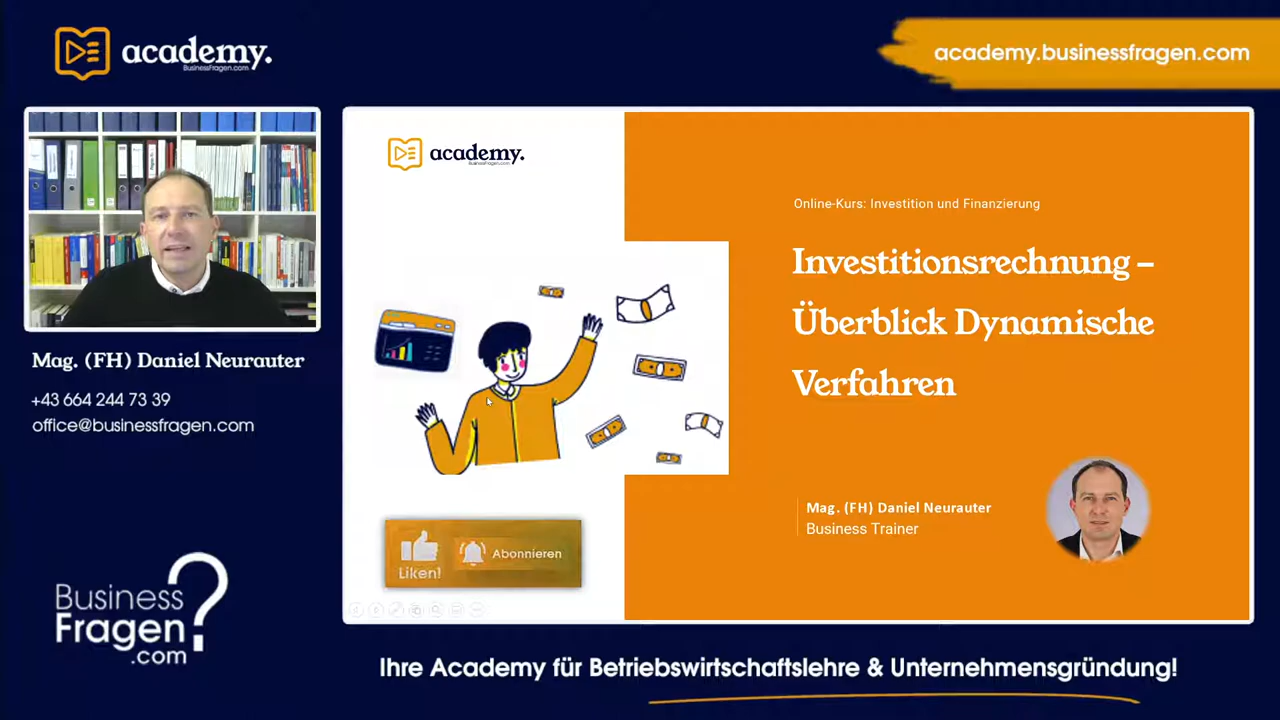 academy.
BusinessFragen.com
academy.businessfragen.com
Mag. (FH) Daniel Neurauter
+43 664 244 73 39
office@businessfragen.com
Business
Fragen?
.com
academy.
BusinessFragen.com
Online-Kurs: Investition und Finanzierung
Investitionsrechnung –
Überblick Dynamische
Verfahren
Mag. (FH) Daniel Neurauter
Business Trainer
Liken!
Abonnieren
Ihre Academy für Betriebswirtschaftslehre & Unternehmensgründung!